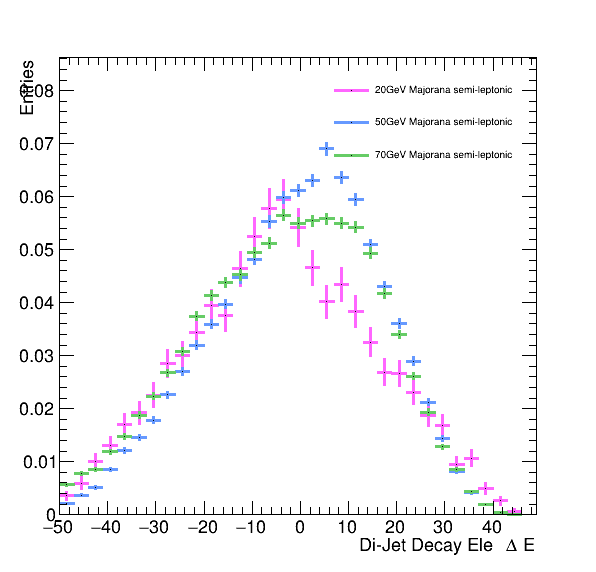 Entries
0.08
0.07
0.06
0.05
0.04
0.03
0.02
0.01
0
20GeV Majorana semi-leptonic
50GeV Majorana semi-leptonic
70GeV Majorana semi-leptonic
−50 −40 −30 −20 −10 0 10 20 30 40
Di-Jet Decay Ele Δ E